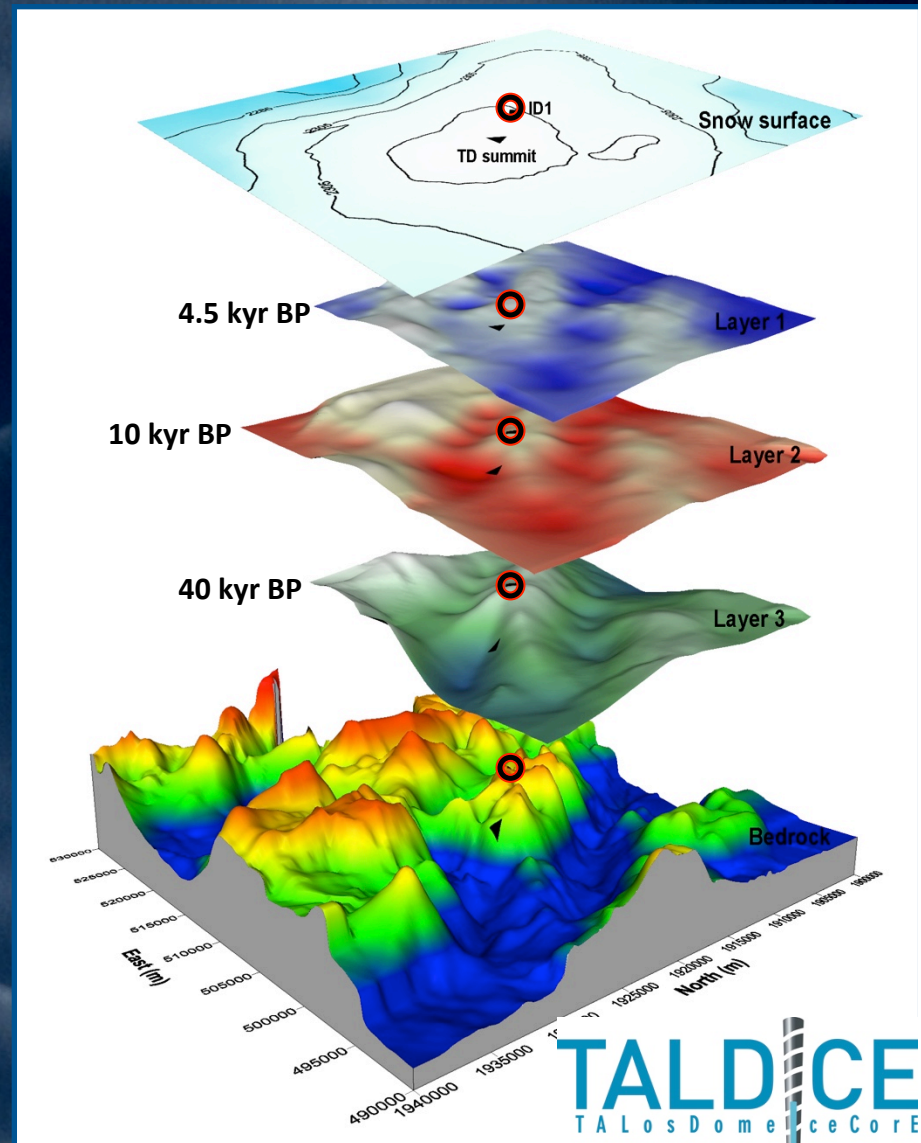 ID1
Snow surface
TD summit
4.5 kyr BP
Layer 1
10 kyr BP
Layer 2
40 kyr BP
Layer 3
Bedrock
530000
525000
520000
515000
510000
505000
500000
495000
490000
East (m)
1940000
1935000
1925000
1920000
1915000
1910000
1905000
1900000
North (m)
TALDICE
TALosDomeIceCorE